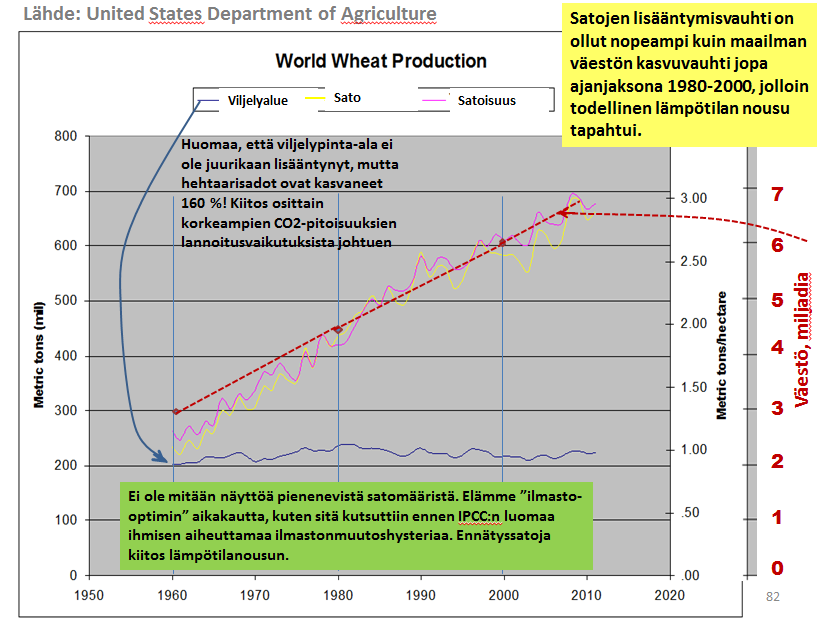 Lähde: United States Department of Agriculture
Satojen lisääntymisvauhti on
ollut nopeampi kuin maailman
väestön kasvuvauhti jopa
ajanjaksona 1980-2000, jolloin
todellinen lämpötilan nousu
tapahtui.
World Wheat Production
Viljelyalue Sato Satoisuus
Huomaa, että viljelypinta-ala ei
ole juurikaan lisääntynyt, mutta
hehtaarisadot ovat kasvaneet
160 %! Kiitos osittain
korkeampien CO2-pitoisuuksien
lannoitusvaikutuksista johtuen
800
700
600
500
400
300
200
100
0
Metric tons (mil)
3.00
2.50
2.00
1.50
1.00
.50
.00
Metric tons/hectare
7
6
5
4
3
2
1
0
Väestö, miljadia
Ei ole mitään näyttöä pienenevistä satomääristä. Elämme ”ilmasto-
optimin” aikakautta, kuten sitä kutsuttiin ennen IPCC:n luomaa
ihmisen aiheuttamaa ilmastonmuutoshysteriaa. Ennätyssatoja
kiitos lämpötilanousun.
1950 1960 1970 1980 1990 2000 2010 2020
82